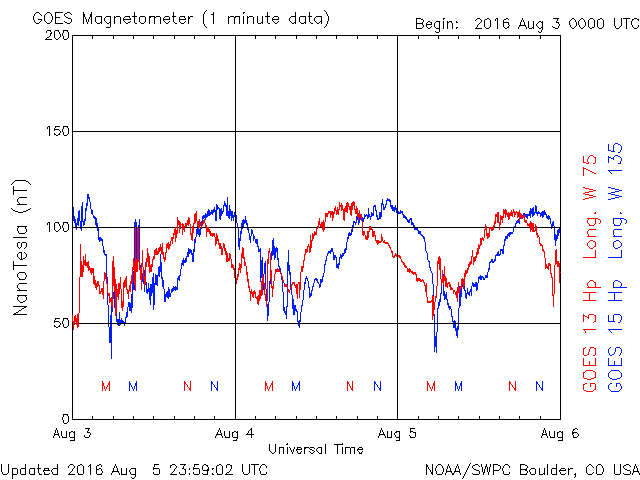 GOES Magnetometer (1 minute data)
Begin: 2016 Aug 3 0000 UTC
200
150
100
50
0
NanoTesla (nT)
M M N N M M N N M M N N
Aug 3 Aug 4 Aug 5 Aug 6
Universal Time
GOES 13 Hp Long. W 75
GOES 15 Hp Long. W 135
Updated 2016 Aug 5 23:59:02 UTC
NOAA/SWPC Boulder, CO USA